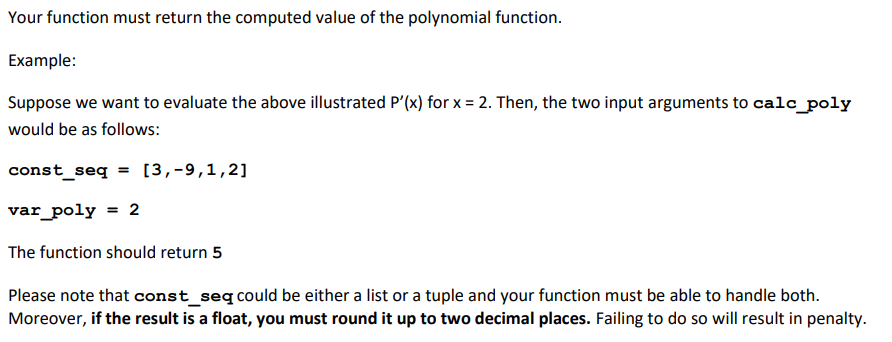 Your function must return the computed value of the polynomial function.
Example:
Suppose we want to evaluate the above illustrated P’(x) for x = 2. Then, the two input arguments to calc_poly
would be as follows:
const_seq = [3,-9,1,2]
var_poly = 2
The function should return 5
Please note that const_seq could be either a list or a tuple and your function must be able to handle both.
Moreover, if the result is a float, you must round it up to two decimal places. Failing to do so will result in penalty.